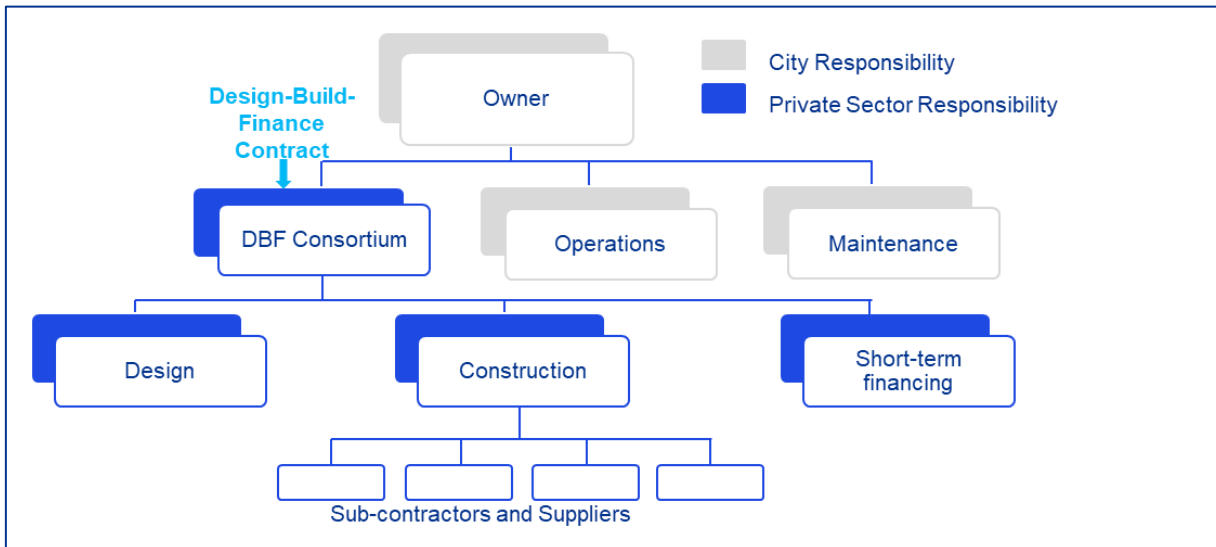 Owner
City Responsibility
Private Sector Responsibility
Design-Build-
Finance
Contract
DBF Consortium
Operations
Maintenance
Design
Construction
Short-term
financing
Sub-contractors and Suppliers